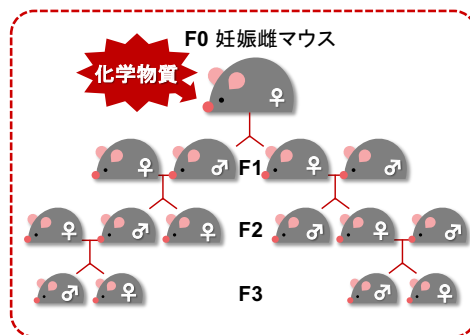 F0 妊娠雌マウス
化学物質
♀
♀ ♂ F1 ♀ ♂
♀ ♂ ♀ F2 ♂ ♀ ♂
♂ ♀ F3 ♂ ♀